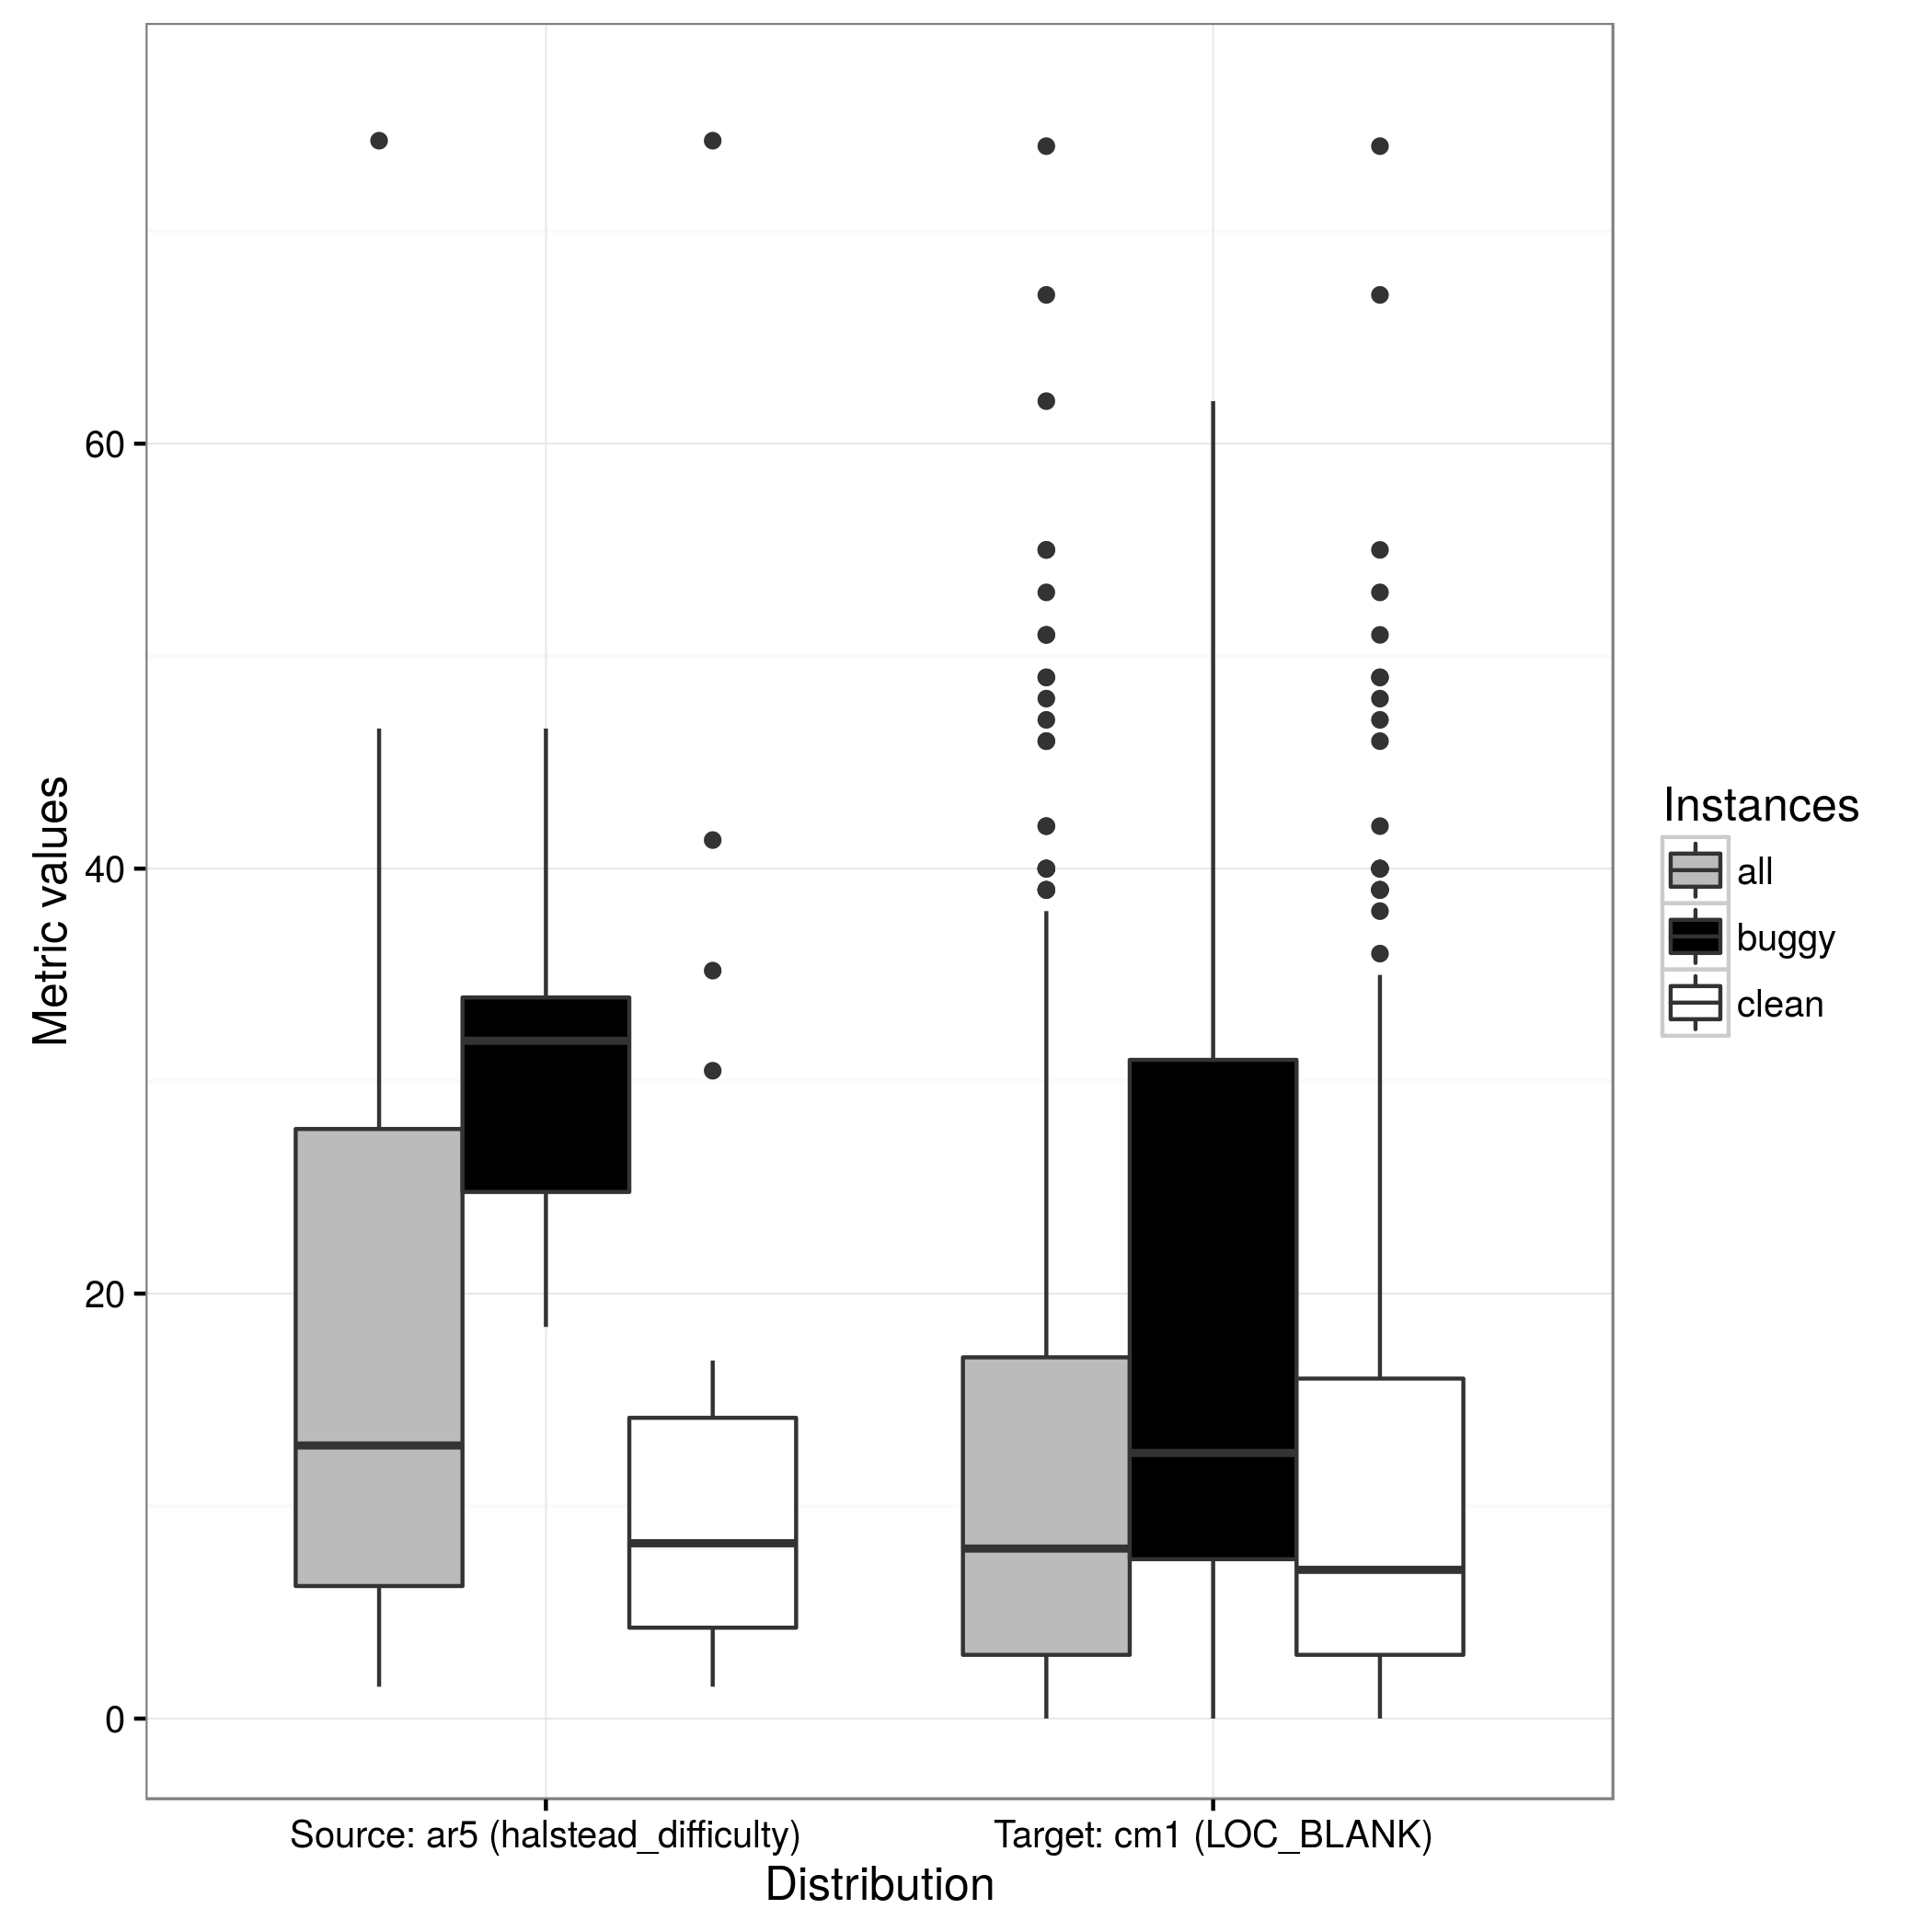 Metric values
60
40
20
0
Source: ar5 (halstead_difficulty)
Target: cm1 (LOC_BLANK)
Distribution
Instances
all
buggy
clean